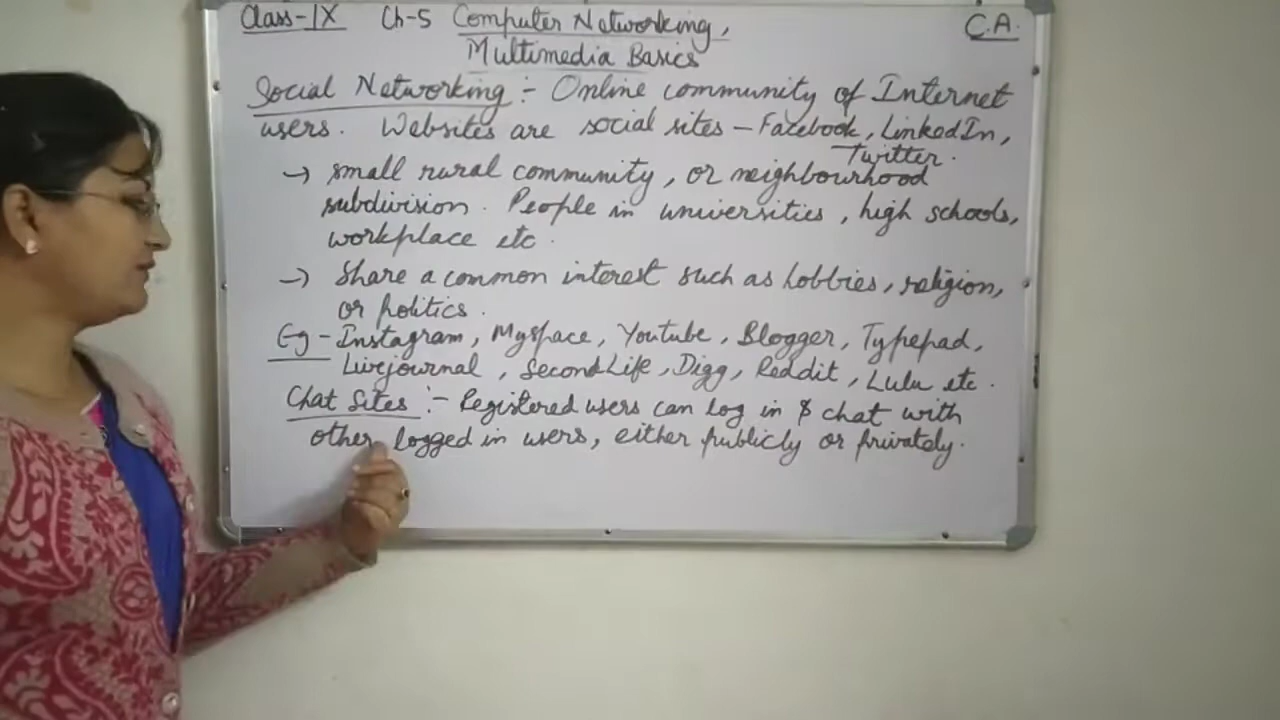 Class-IX Ch-5 Computer Networking, C.A.
Multimedia Basics
Social Networking :- Online community of Internet
users. Websites are social sites - Facebook, LinkedIn,
Twitter.
→ small rural community, or neighbourhood
subdivision. People in universities, high schools,
workplace etc.
→ Share a common interest such as hobbies, religion,
or politics.
Eg - Instagram, Myspace, Youtube, Blogger, Typepad,
Livejournal, SecondLife, Digg, Reddit, Lulu etc.
Chat Sites :- Registered users can log in & chat with
other logged in users, either publicly or privately.